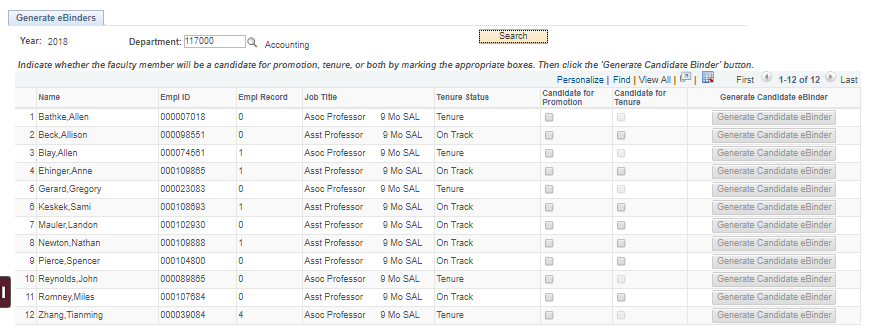 Generate eBinders
Year: 2018 Department: 117000 Accounting Search
Indicate whether the faculty member will be a candidate for promotion, tenure, or both by marking the appropriate boxes. Then click the 'Generate Candidate Binder' button.
Personalize | Find | View All | | First 1-12 of 12 Last
Name Empl ID Empl Record Job Title Tenure Status Candidate for Promotion Candidate for Tenure Generate Candidate eBinder
1 Bathke,Allen 000007018 0 Asoc Professor 9 Mo SAL Tenure Generate Candidate eBinder
2 Beck,Allison 000098551 0 Asst Professor 9 Mo SAL On Track Generate Candidate eBinder
3 Blay,Allen 000074561 1 Asoc Professor 9 Mo SAL Tenure Generate Candidate eBinder
4 Ehinger,Anne 000109865 1 Asst Professor 9 Mo SAL On Track Generate Candidate eBinder
5 Gerard,Gregory 000023083 0 Asoc Professor 9 Mo SAL Tenure Generate Candidate eBinder
6 Keskek,Sami 000108693 1 Asst Professor 9 Mo SAL On Track Generate Candidate eBinder
7 Mauler,Landon 000102930 0 Asst Professor 9 Mo SAL On Track Generate Candidate eBinder
8 Newton,Nathan 000109888 1 Asst Professor 9 Mo SAL On Track Generate Candidate eBinder
9 Pierce,Spencer 000104800 0 Asst Professor 9 Mo SAL On Track Generate Candidate eBinder
10 Reynolds,John 000089865 0 Asoc Professor 9 Mo SAL Tenure Generate Candidate eBinder
11 Romney,Miles 000107684 0 Asst Professor 9 Mo SAL On Track Generate Candidate eBinder
12 Zhang,Tianming 000039084 4 Asoc Professor 9 Mo SAL Tenure Generate Candidate eBinder